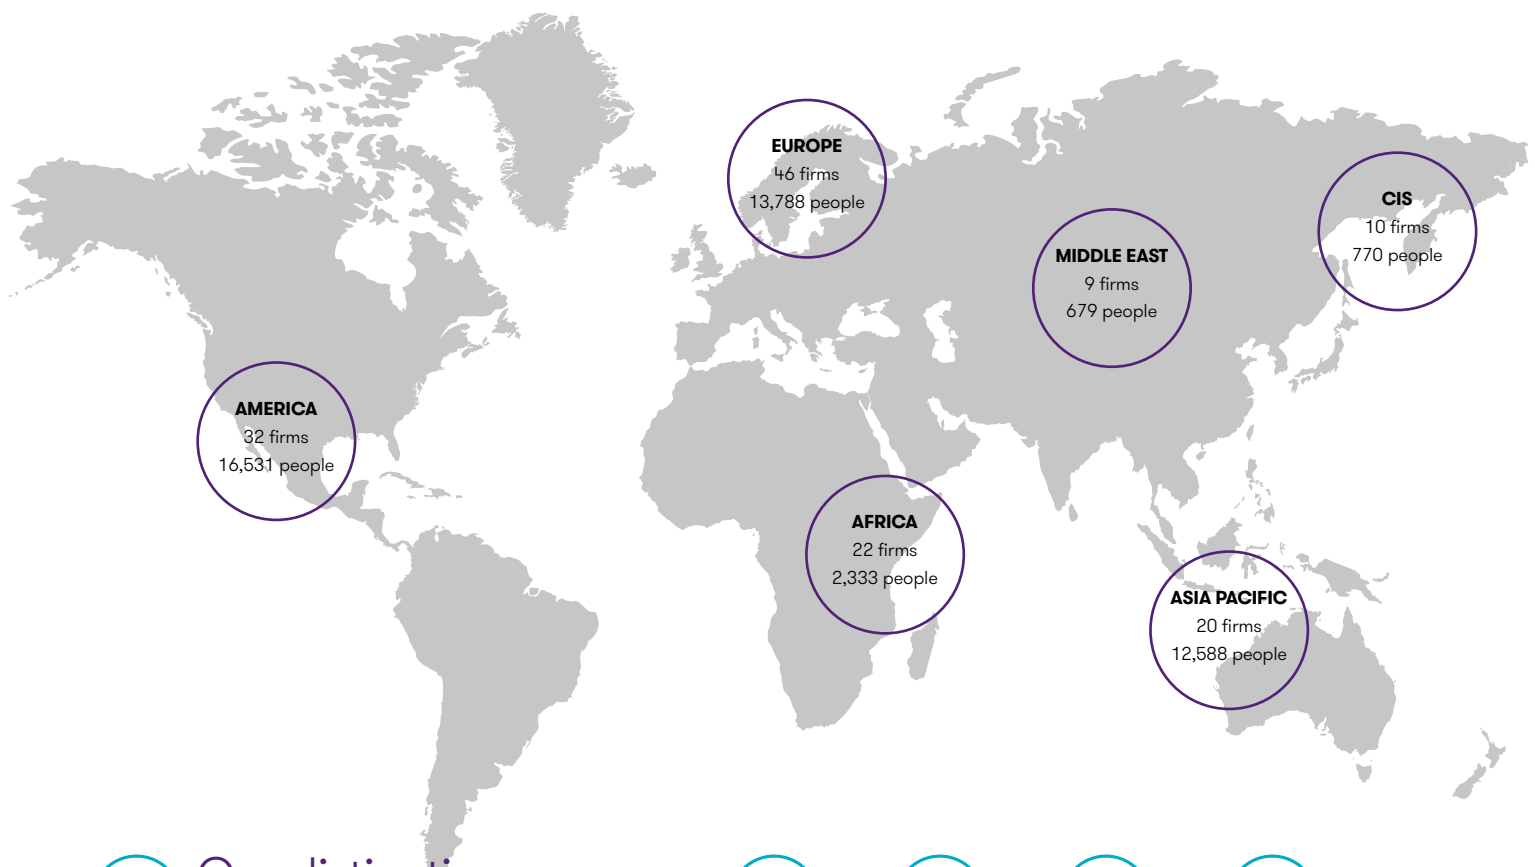 EUROPE
46 firms
13,788 people
CIS
10 firms
770 people
MIDDLE EAST
9 firms
679 people
AMERICA
32 firms
16,531 people
AFRICA
22 firms
2,333 people
ASIA PACIFIC
20 firms
12,588 people